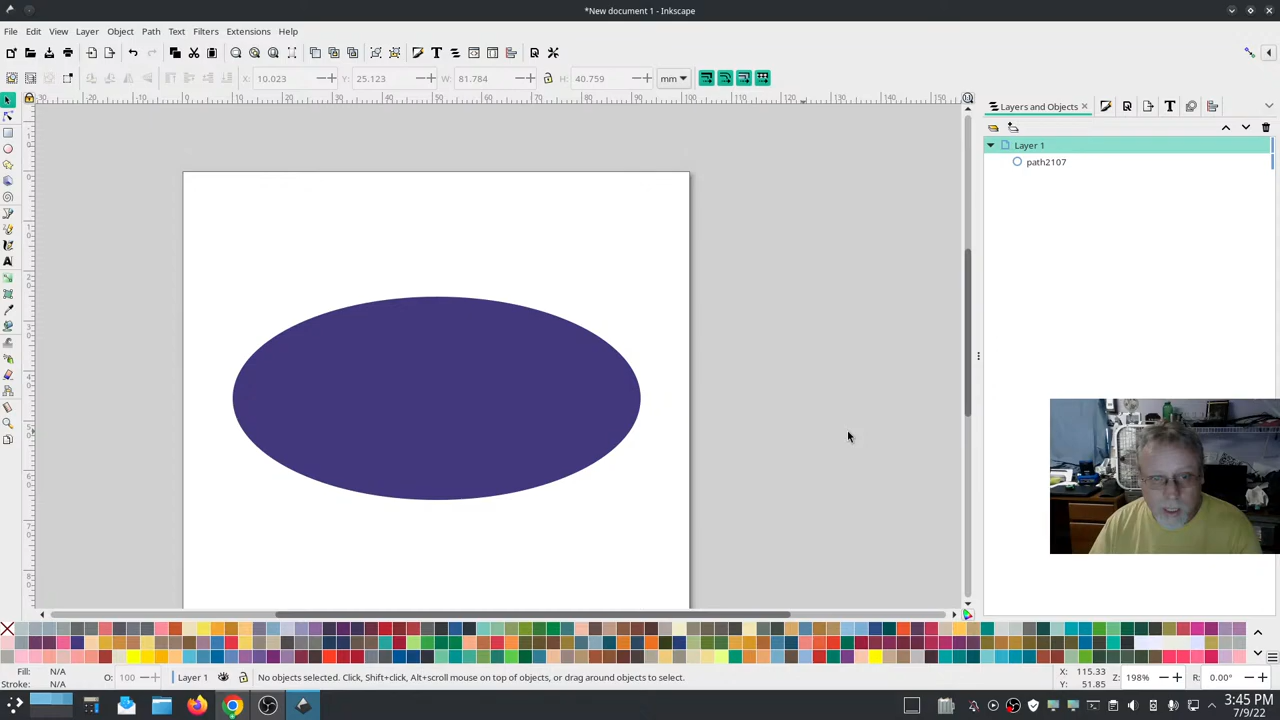 *New document 1 - Inkscape
File Edit View Layer Object Path Text Filters Extensions Help
X: 10.023 Y: 25.123 W: 81.784 H: 40.759 mm
Layers and Objects
Layer 1
path2107
Fill: N/A
Stroke: N/A
O: 100
Layer 1
No objects selected. Click, Shift+click, Alt+scroll mouse on top of objects, or drag around objects to select.
X: 115.33
Y: 51.85
Z: 198%
R: 0.00°
3:45 PM
7/9/22